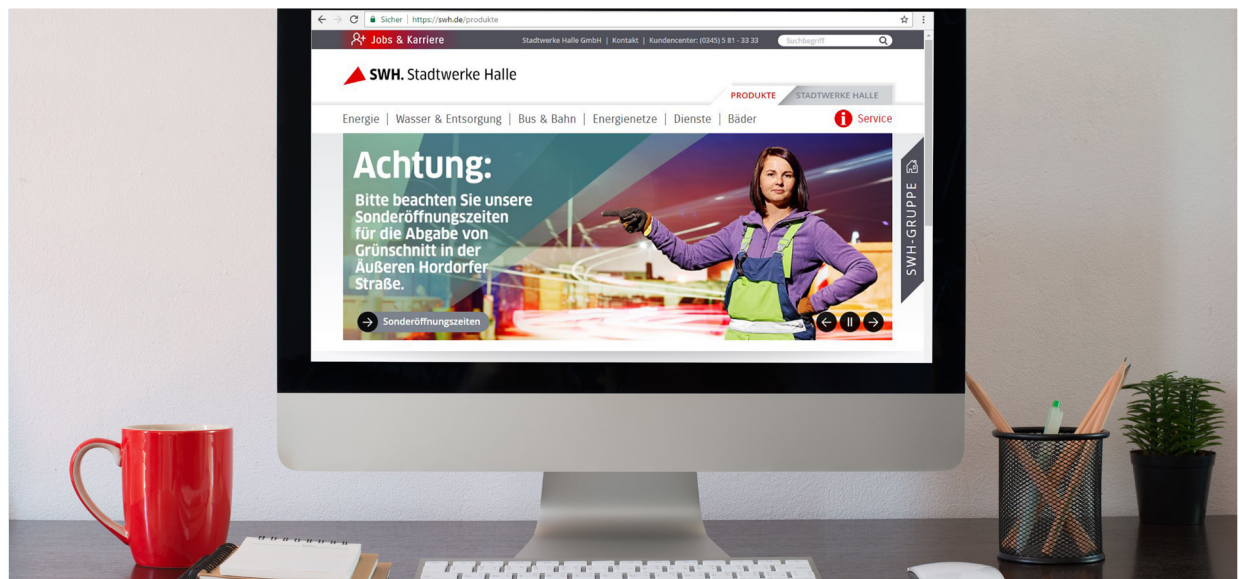 Sicher | https://swh.de/produkte
Jobs & Karriere
Stadtwerke Halle GmbH | Kontakt | Kundencenter: (0345) 5 81 - 33 33
Suchbegriff
SWH. Stadtwerke Halle
PRODUKTE
STADTWERKE HALLE
Energie | Wasser & Entsorgung | Bus & Bahn | Energienetze | Dienste | Bäder
i Service
Achtung:
Bitte beachten Sie unsere
Sonderöffnungszeiten
für die Abgabe von
Grünschnitt in der
Äußeren Hordorfer
Straße.
Sonderöffnungszeiten
SWH-GRUPPE